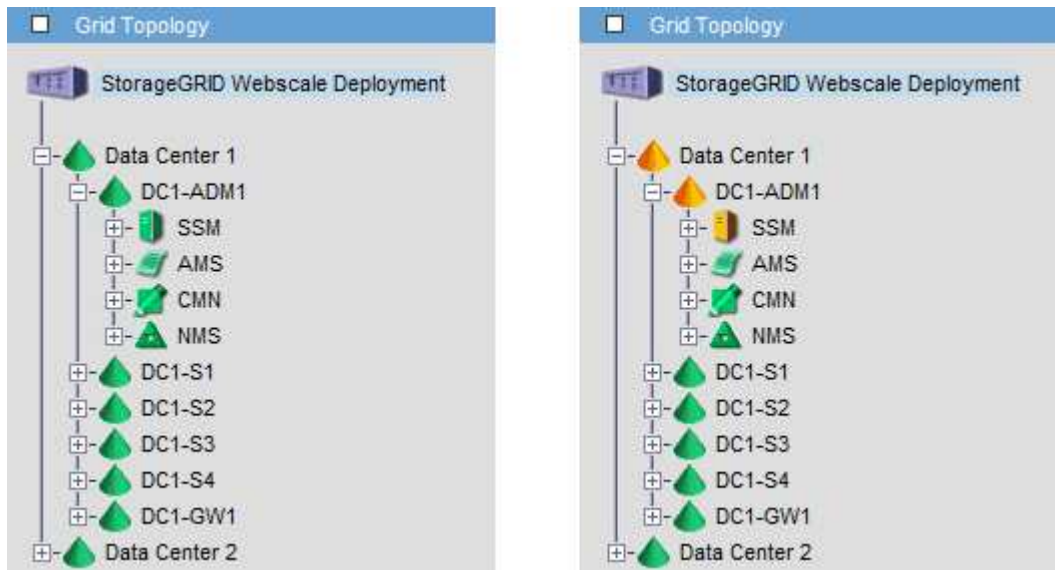 Grid Topology
StorageGRID Webscale Deployment
Data Center 1
DC1-ADM1
SSM
AMS
CMN
NMS
DC1-S1
DC1-S2
DC1-S3
DC1-S4
DC1-GW1
Data Center 2
Grid Topology
StorageGRID Webscale Deployment
Data Center 1
DC1-ADM1
SSM
AMS
CMN
NMS
DC1-S1
DC1-S2
DC1-S3
DC1-S4
DC1-GW1
Data Center 2